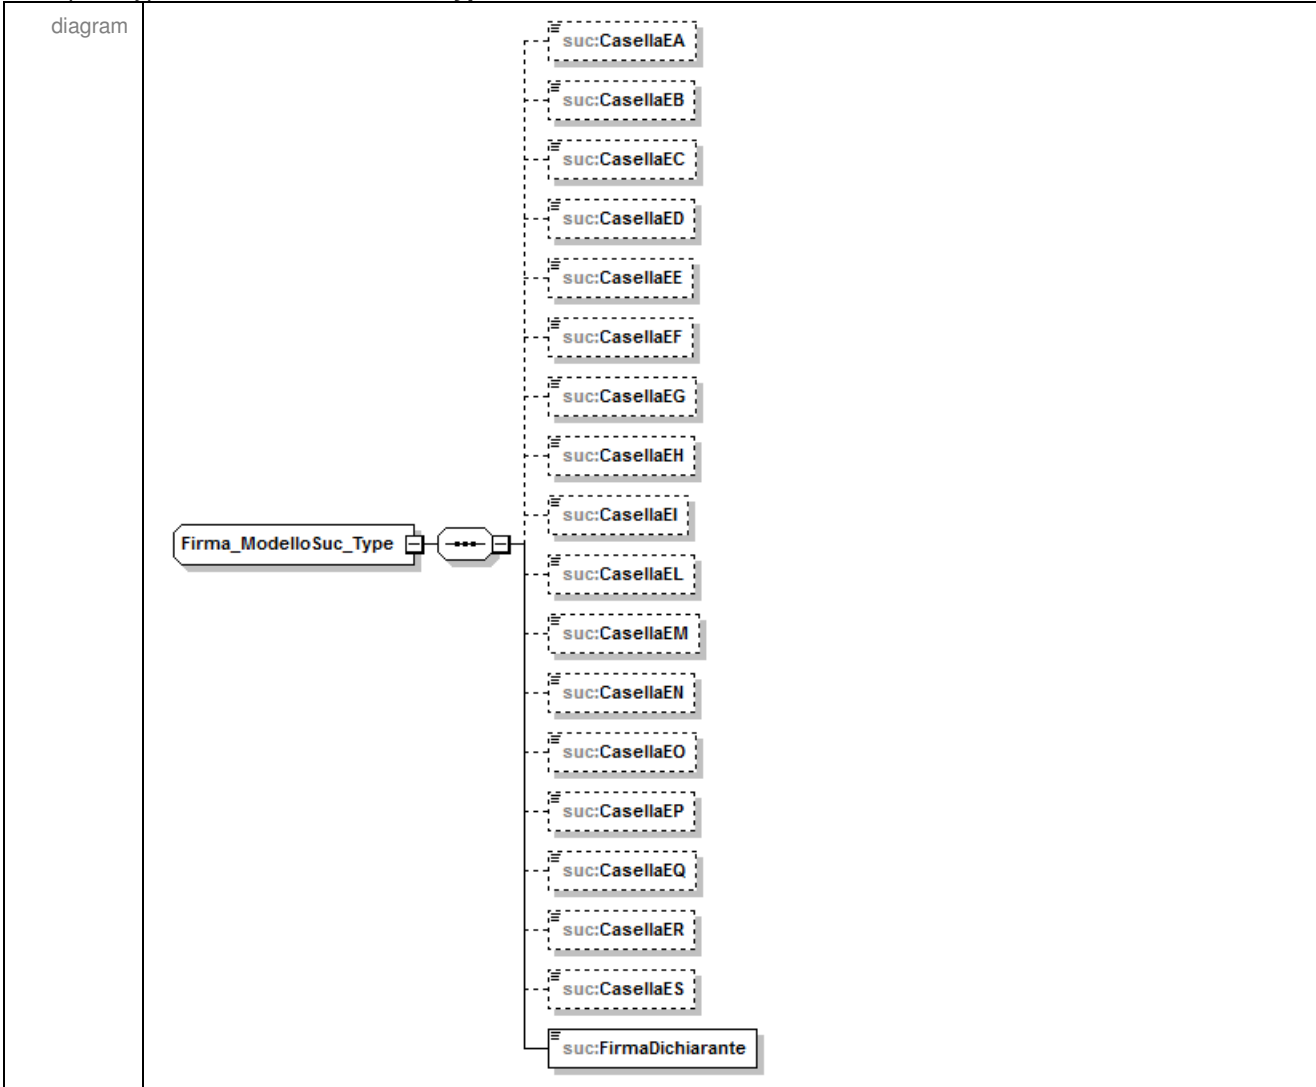 diagram
suc:CasellaEA
suc:CasellaEB
suc:CasellaEC
suc:CasellaED
suc:CasellaEE
suc:CasellaEF
suc:CasellaEG
suc:CasellaEH
suc:CasellaEI
Firma_ModelloSuc_Type
suc:CasellaEL
suc:CasellaEM
suc:CasellaEN
suc:CasellaEO
suc:CasellaEP
suc:CasellaEQ
suc:CasellaER
suc:CasellaES
suc:FirmaDichiarante